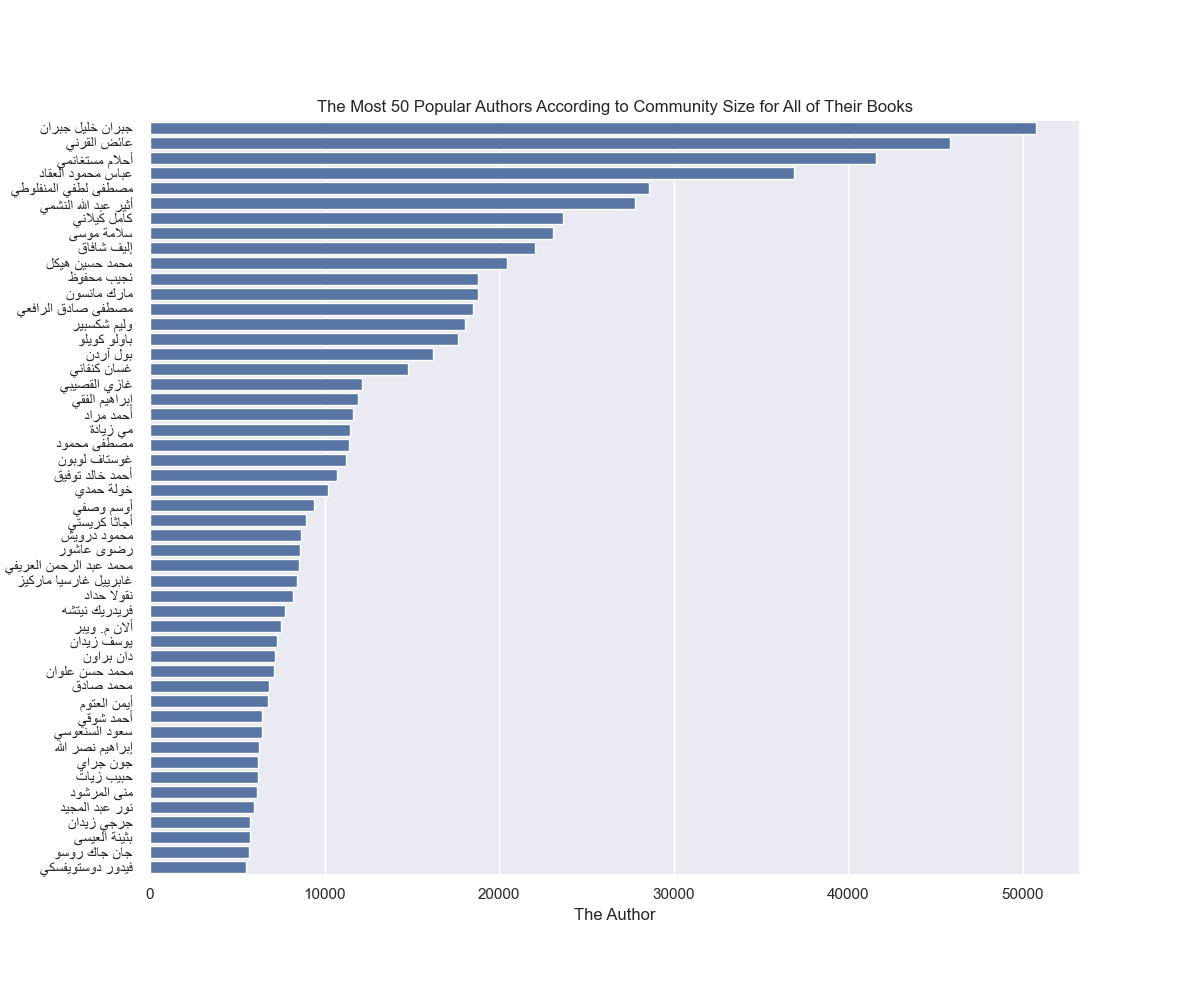 The Most 50 Popular Authors According to Community Size for All of Their Books
جبران خليل جبران
عائض القرني
أحلام مستغانمي
عباس محمود العقاد
مصطفى لطفي المنفلوطي
أثير عبد الله النشمي
كامل كيلاني
سلامة موسى
إليف شافاق
محمد حسين هيكل
نجيب محفوظ
مارك مانسون
مصطفى صادق الرافعي
وليم شكسبير
باولو كويلو
بول آردن
غسان كنفاني
غازي القصيبي
إبراهيم الفقي
أحمد مراد
مي زيادة
مصطفى محمود
غوستاف لوبون
أحمد خالد توفيق
خولة حمدي
أوسم وصفي
أجاثا كريستي
محمود درويش
رضوى عاشور
محمد عبد الرحمن العريفي
غابرييل غارسيا ماركيز
نقولا حداد
فريدريك نيتشه
ألان م. ويبر
يوسف زيدان
دان براون
محمد حسن علوان
محمد صادق
أيمن العتوم
أحمد شوقي
سعود السنعوسي
إبراهيم نصر الله
جون جراي
حبيب زيات
منى المرشود
نور عبد المجيد
جرجي زيدان
بثينة العيسى
جان جاك روسو
فيدور دوستويفسكي
0 10000 20000 30000 40000 50000
The Author